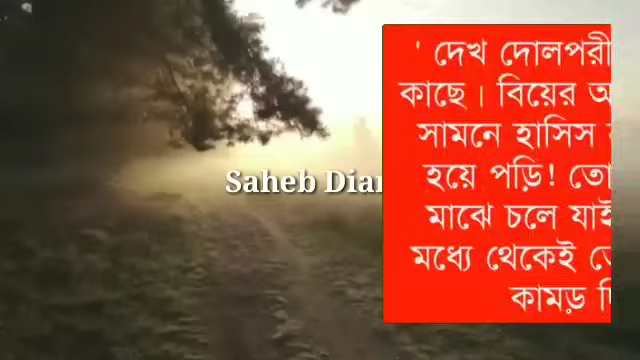 Saheb Diar
' দেখ দোলপরী
কাছে। বিয়ের অ
সামনে হাসিস
হয়ে পড়ি! তো
মাঝে চলে যাই
মধ্যে থেকেই
কামড়